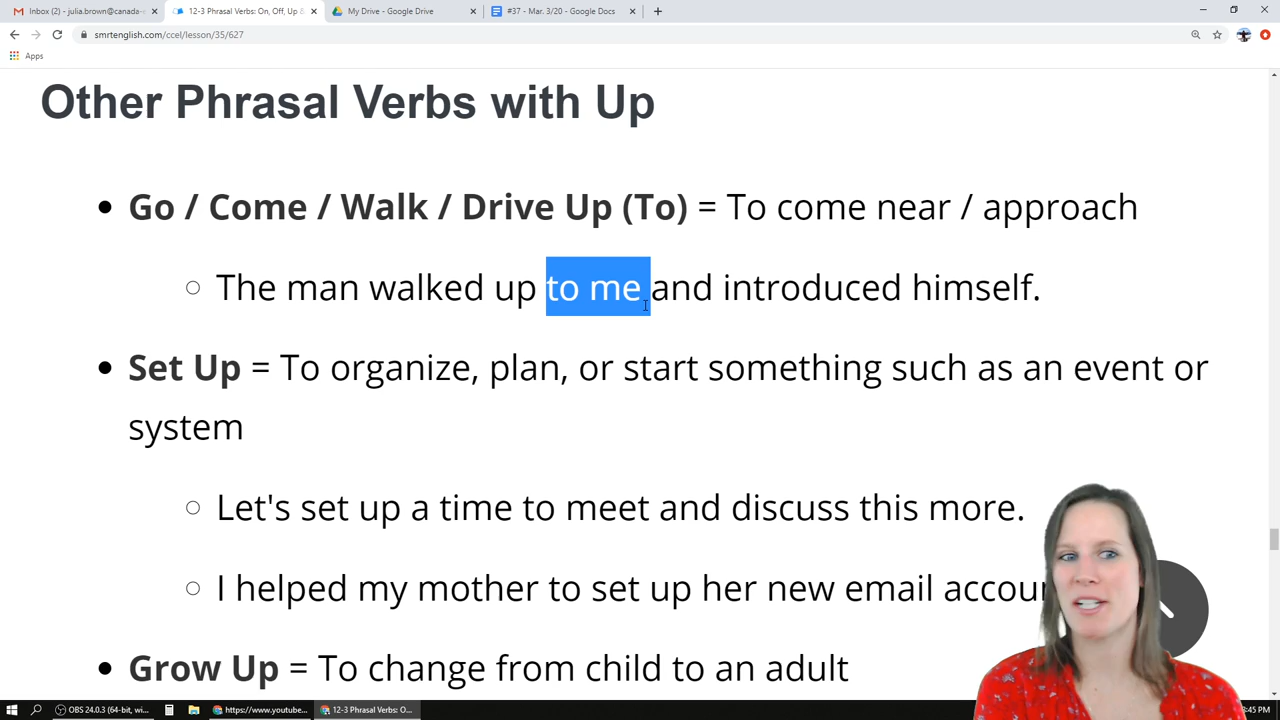 Inbox (2) - julia.brown@canada-
12-3 Phrasal Verbs: On, Off, Up &
My Drive - Google Drive
#37 - Mar. 3/20 - Google Docs
smrtenglish.com/ccel/lesson/35/627
Apps
Other Phrasal Verbs with Up
Go / Come / Walk / Drive Up (To) = To come near / approach
The man walked up to me and introduced himself.
Set Up = To organize, plan, or start something such as an event or
system
Let's set up a time to meet and discuss this more.
I helped my mother to set up her new email accoun
Grow Up = To change from child to an adult
OBS 24.0.3 (64-bit, wi...
https://www.youtube...
12-3 Phrasal Verbs: O...
:45 PM